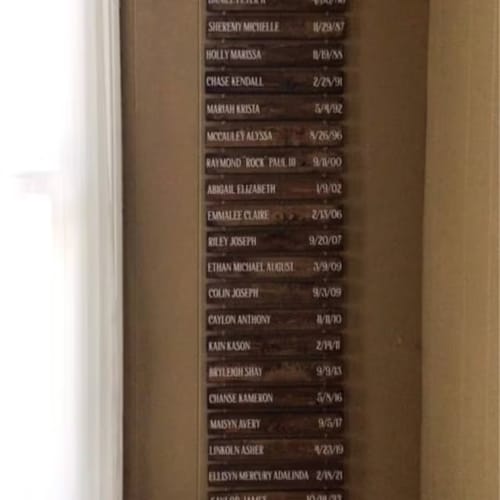 SHEREMY MICHELLE 11/29/87
HOLLY MARISSA 11/19/88
CHASE KENDALL 2/28/91
MARIAH KRISTA 5/4/92
MCCAULEY ALYSSA 8/26/96
RAYMOND "ROCK" PAUL III 9/11/00
ABIGAIL ELIZABETH 1/9/02
EMMALEE CLAIRE 2/13/06
RILEY JOSEPH 9/20/07
ETHAN MICHAEL AUGUST 3/9/09
COLIN JOSEPH 9/3/09
CAYLON ANTHONY 11/11/10
KAIN KASON 2/14/11
BRYLEIGH SHAY 9/9/13
CHANSE KAMERON 5/8/16
MAISYN AVERY 9/5/17
LINKOLN ASHER 4/23/19
ELLISYN MERCURY ADALINDA 2/18/21